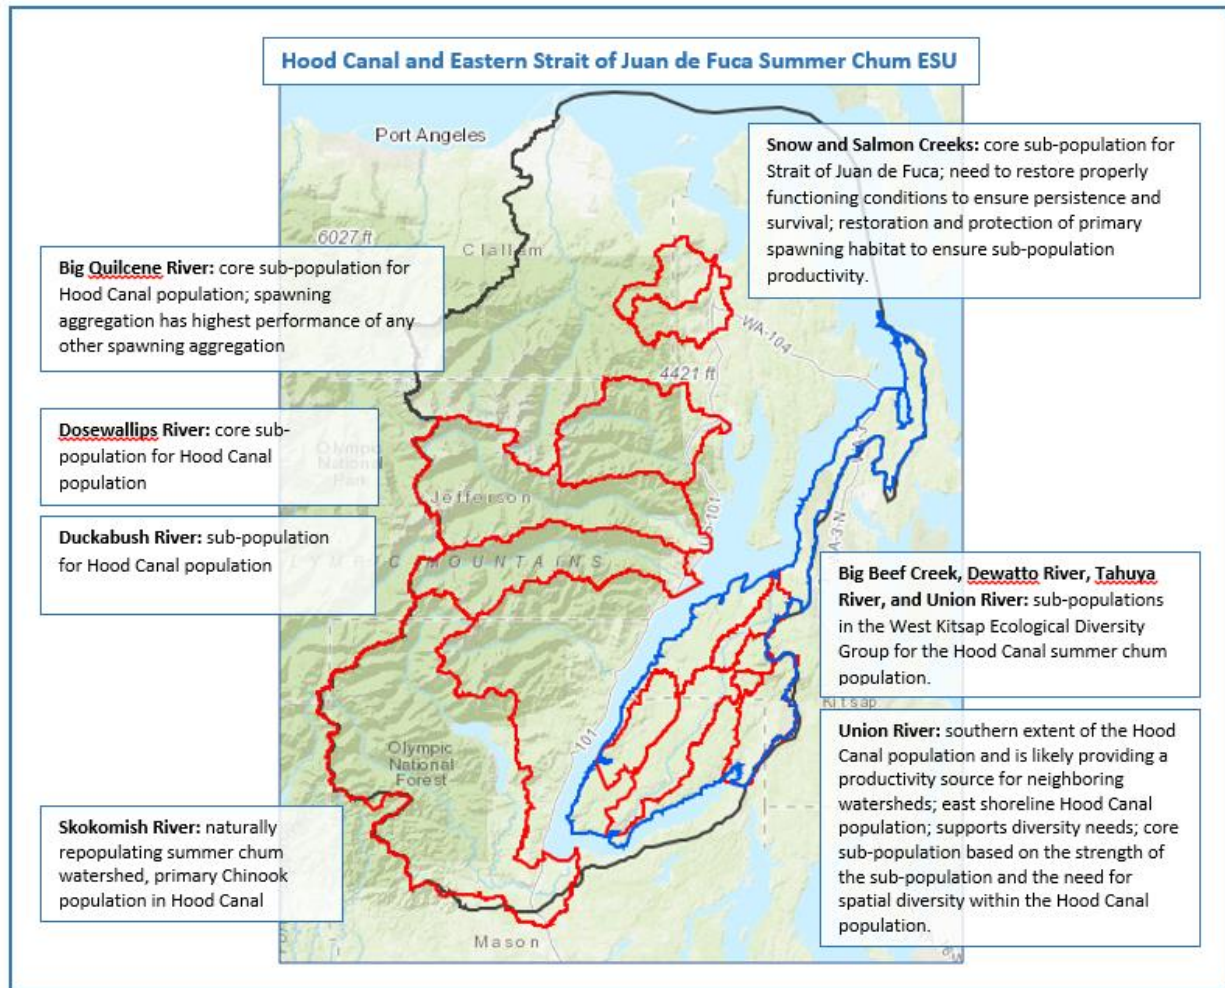 Hood Canal and Eastern Strait of Juan de Fuca Summer Chum ESU
Port Angeles
Snow and Salmon Creeks: core sub-population for
Strait of Juan de Fuca; need to restore properly
functioning conditions to ensure persistence and
survival; restoration and protection of primary
spawning habitat to ensure sub-population
productivity.
6027 ft
Clallam
Big Quilcene River: core sub-population for
Hood Canal population; spawning
aggregation has highest performance of any
other spawning aggregation
WA-104
4421 ft
Dosewallips River: core sub-
population for Hood Canal
population
Olympic
National
Park
Jefferson
US-101
WA-3-N
Duckabush River: sub-population
for Hood Canal population
MOUNTAINS
Big Beef Creek, Dewatto River, Tahuya
River, and Union River: sub-populations
in the West Kitsap Ecological Diversity
Group for the Hood Canal summer chum
population.
Kitsap
101
Olympic
National
Forest
Union River: southern extent of the Hood
Canal population and is likely providing a
productivity source for neighboring
watersheds; east shoreline Hood Canal
population; supports diversity needs; core
sub-population based on the strength of
the sub-population and the need for
spatial diversity within the Hood Canal
population.
Skokomish River: naturally
repopulating summer chum
watershed, primary Chinook
population in Hood Canal
Mason